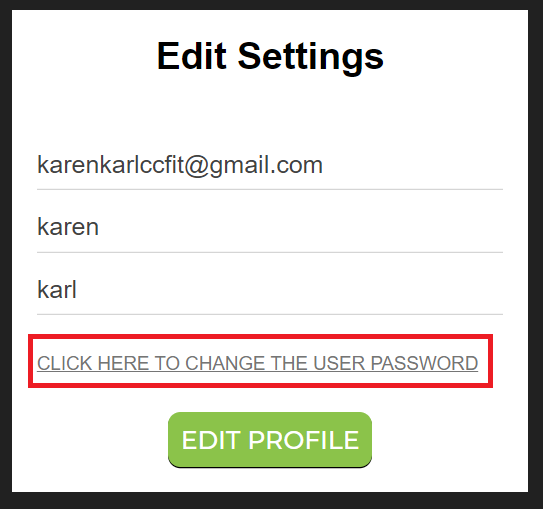 Edit Settings
karenkarlccfit@gmail.com
karen
karl
CLICK HERE TO CHANGE THE USER PASSWORD
EDIT PROFILE